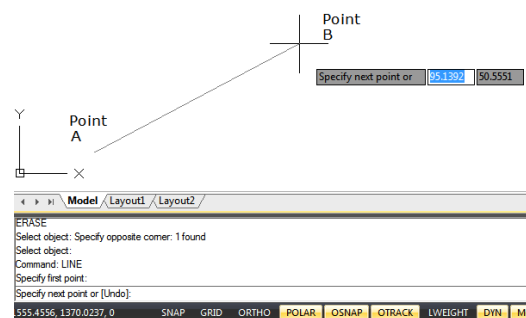 Point
B
Specify next point or 95.1392 50.5551
Y
Point
A
X
Model Layout1 Layout2
ERASE
Select object: Specify opposite corner: 1 found
Select object:
Command: LINE
Specify first point:
Specify next point or [Undo]:
555.4556, 1370.0237, 0 SNAP GRID ORTHO POLAR OSNAP OTRACK LWEIGHT DYN M